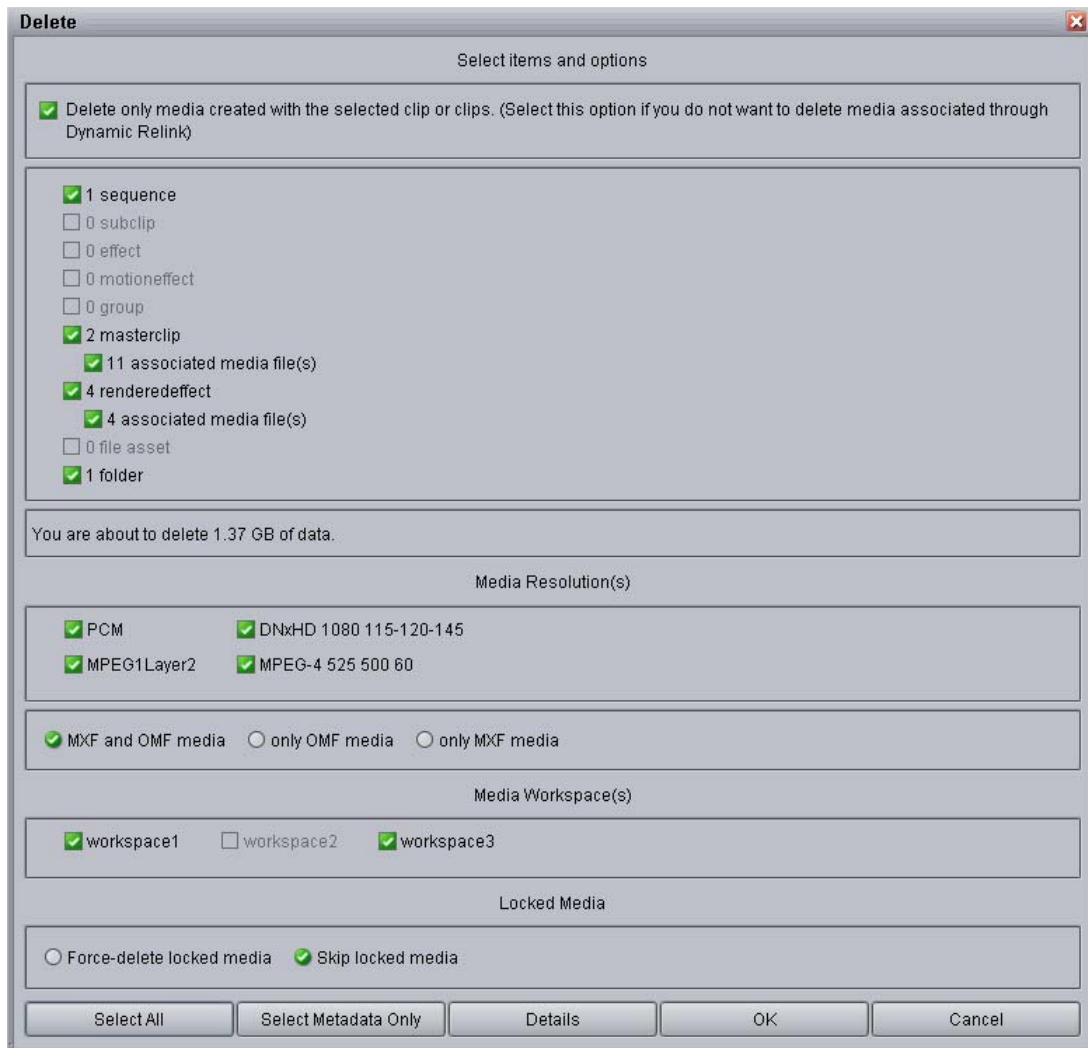 Delete
Select items and options
Delete only media created with the selected clip or clips. (Select this option if you do not want to delete media associated through
Dynamic Relink)
1 sequence
0 subclip
0 effect
0 motioneffect
0 group
2 masterclip
11 associated media file(s)
4 renderedeffect
4 associated media file(s)
0 file asset
1 folder
You are about to delete 1.37 GB of data.
Media Resolution(s)
PCM DNxHD 1080 115-120-145
MPEG1Layer2 MPEG-4 525 500 60
MXF and OMF media only OMF media only MXF media
Media Workspace(s)
workspace1 workspace2 workspace3
Locked Media
Force-delete locked media Skip locked media
Select All Select Metadata Only Details OK Cancel